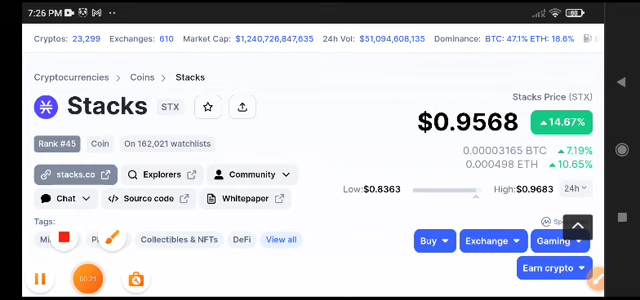 7:26 PM
Cryptos: 23,299 Exchanges: 610 Market Cap: $1,240,726,847,635 24h Vol: $51,094,608,135 Dominance: BTC: 47.1% ETH: 18.6%
Cryptocurrencies > Coins > Stacks
Stacks STX
Stacks Price (STX)
$0.9568 14.67%
0.00003165 BTC 7.19%
0.000498 ETH 10.65%
Rank #45 Coin On 162,021 watchlists
stacks.co Explorers Community
Low:$0.8363 High:$0.9683 24h
Chat Source code Whitepaper
Tags:
Collectibles & NFTs DeFi View all
Buy Exchange Gaming
Earn crypto
00:21